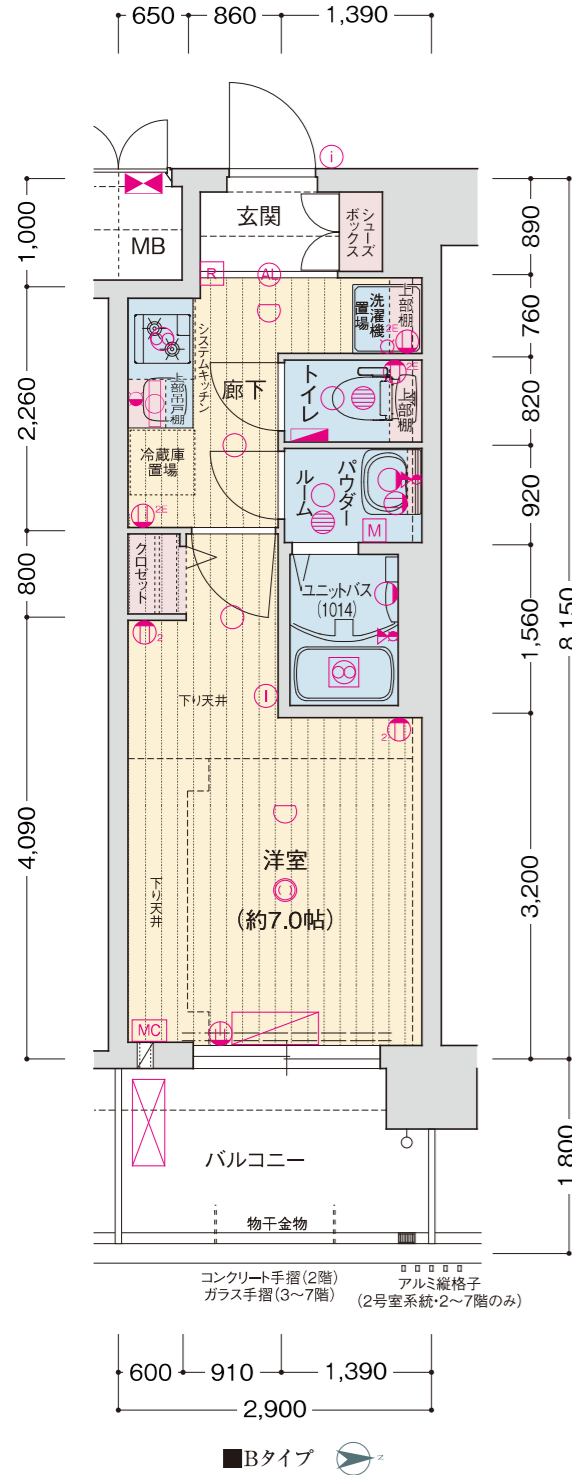 650 860 1,390
1,000
2,260
800
4,090
890
760
820
920
1,560
3,200
8,150
1,800
i
玄関
シューズ
ボックス
MB
R
AL
システムキッチン
洗濯機
置場
上部棚
2E
廊下
トイレ
上部棚
2E
上部吊戸棚
冷蔵庫
置場
2E
パウダー
ルーム
M
クロゼット
ユニットバス
(1014)
2
下り天井
I
2
洋室
(約7.0帖)
下り天井
MC
バルコニー
物干金物
コンクリート手摺(2階)
ガラス手摺(3〜7階)
アルミ縦格子
(2号室系統・2〜7階のみ)
600 910 1,390
2,900
■Bタイプ
Z